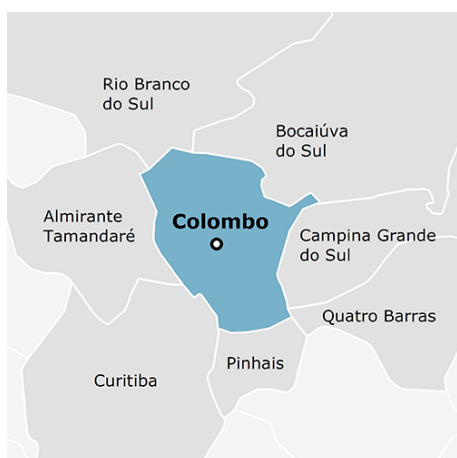 Rio Branco
do Sul
Bocaiúva
do Sul
Almirante
Tamandaré
Colombo
Campina Grande
do Sul
Quatro Barras
Pinhais
Curitiba